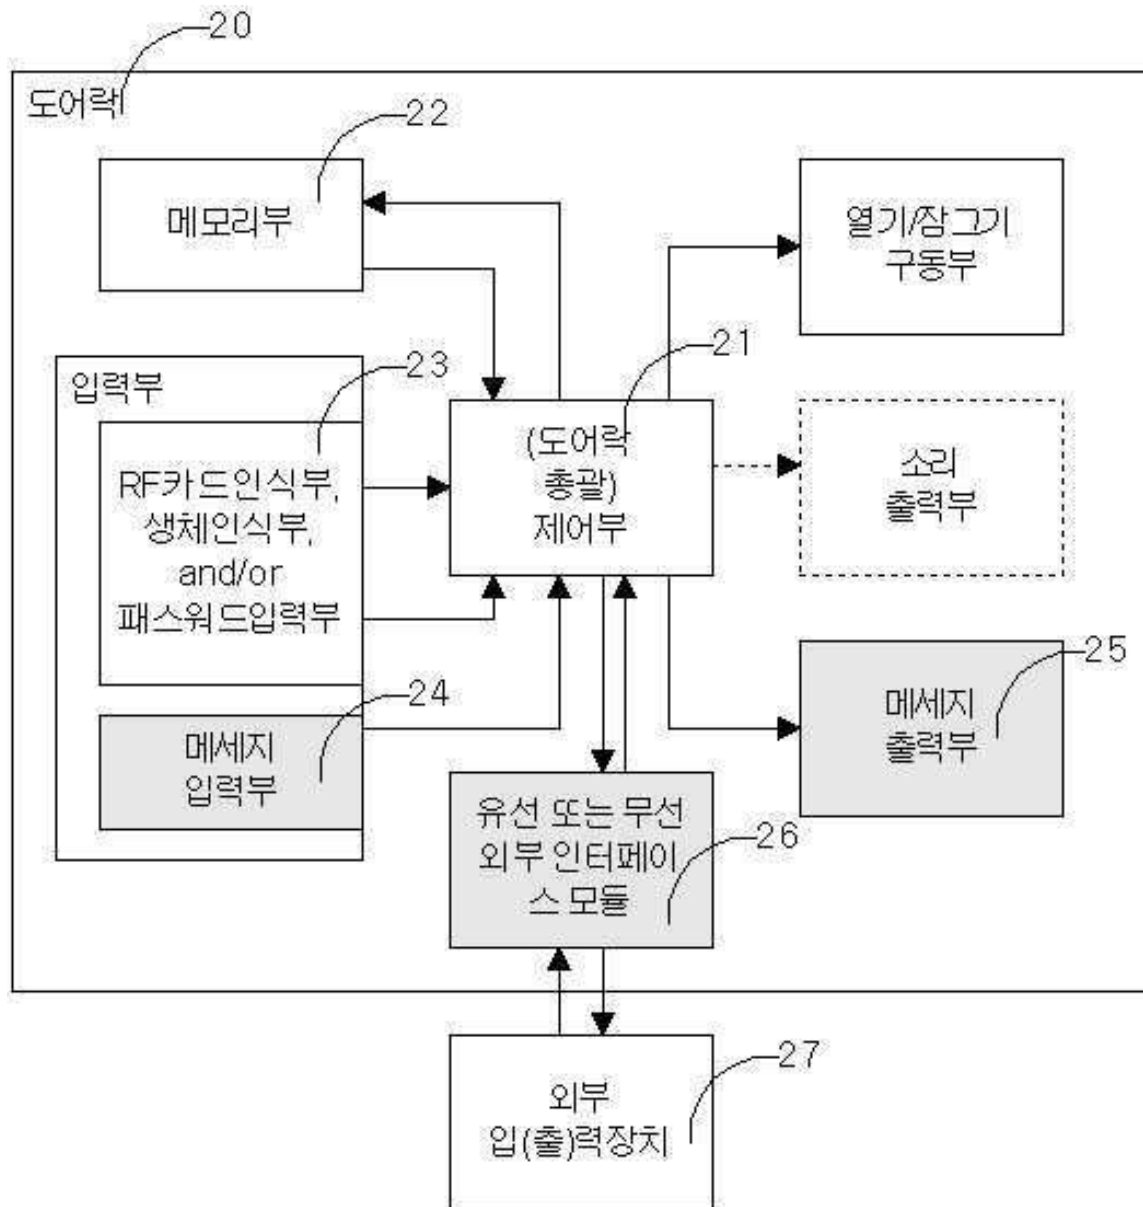 20
도어락
22
메모리부
열기/잠그기
구동부
21
입력부
23
RF카드인식부,
생체인식부,
and/or
패스워드입력부
(도어락
총괄)
제어부
소리
출력부
24
메세지
입력부
25
메세지
출력부
유선 또는 무선
외부 인터페이
스 모듈
26
27
외부
입(출)력장치